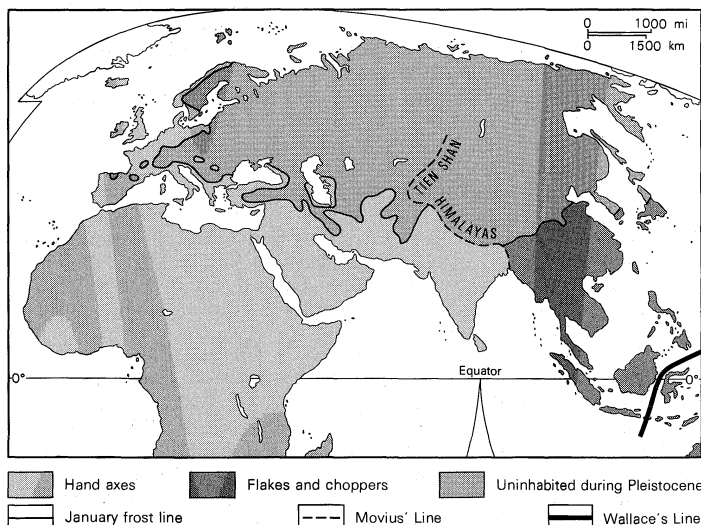 0 1000 mi
0 1500 km
TIEN SHAN
HIMALAYAS
Equator
0°
0°
Hand axes
Flakes and choppers
Uninhabited during Pleistocene
January frost line
Movius' Line
Wallace's Line